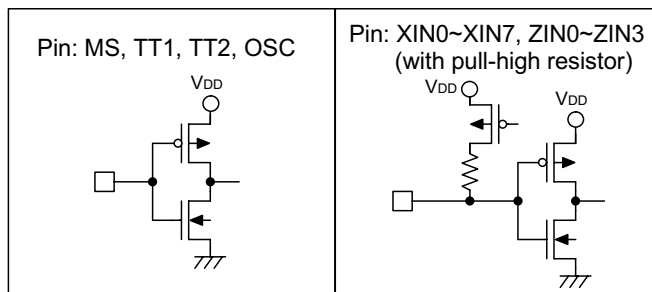 Pin: MS, TT1, TT2, OSC
VDD
Pin: XIN0~XIN7, ZIN0~ZIN3
(with pull-high resistor)
VDD
VDD